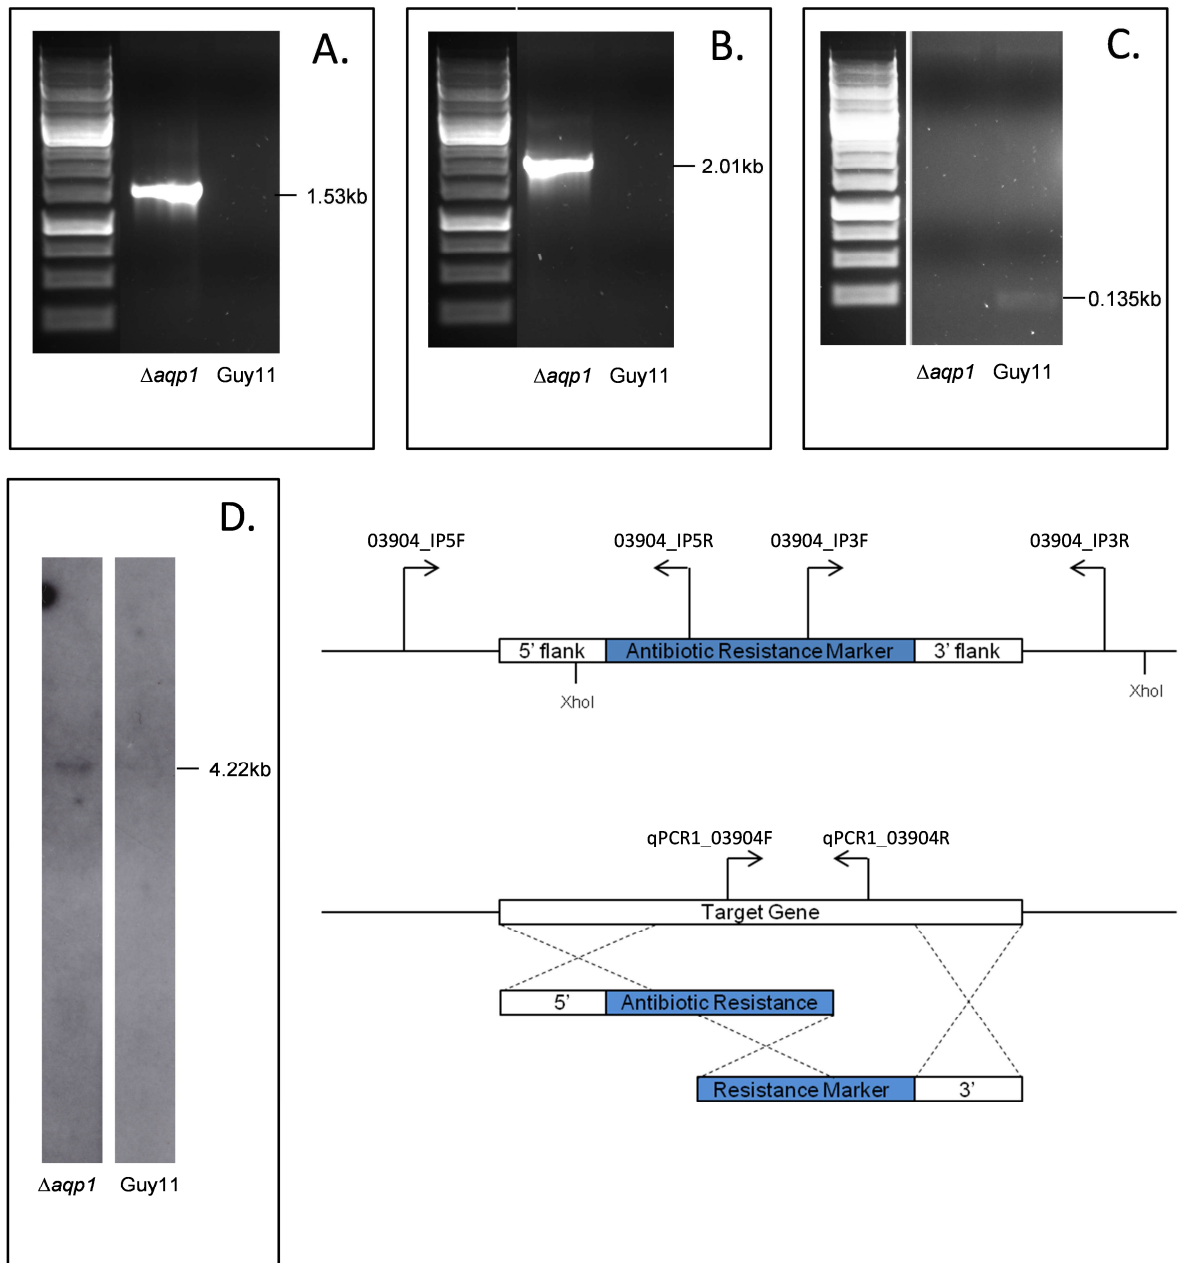 A.
1.53kb
Δaqp1 Guy11
B.
2.01kb
Δaqp1 Guy11
C.
0.135kb
Δaqp1 Guy11
D.
4.22kb
Δaqp1 Guy11
03904_IP5F 03904_IP5R 03904_IP3F 03904_IP3R
5' flank Antibiotic Resistance Marker 3' flank
XhoI XhoI
qPCR1_03904F qPCR1_03904R
Target Gene
5' Antibiotic Resistance
Resistance Marker 3'